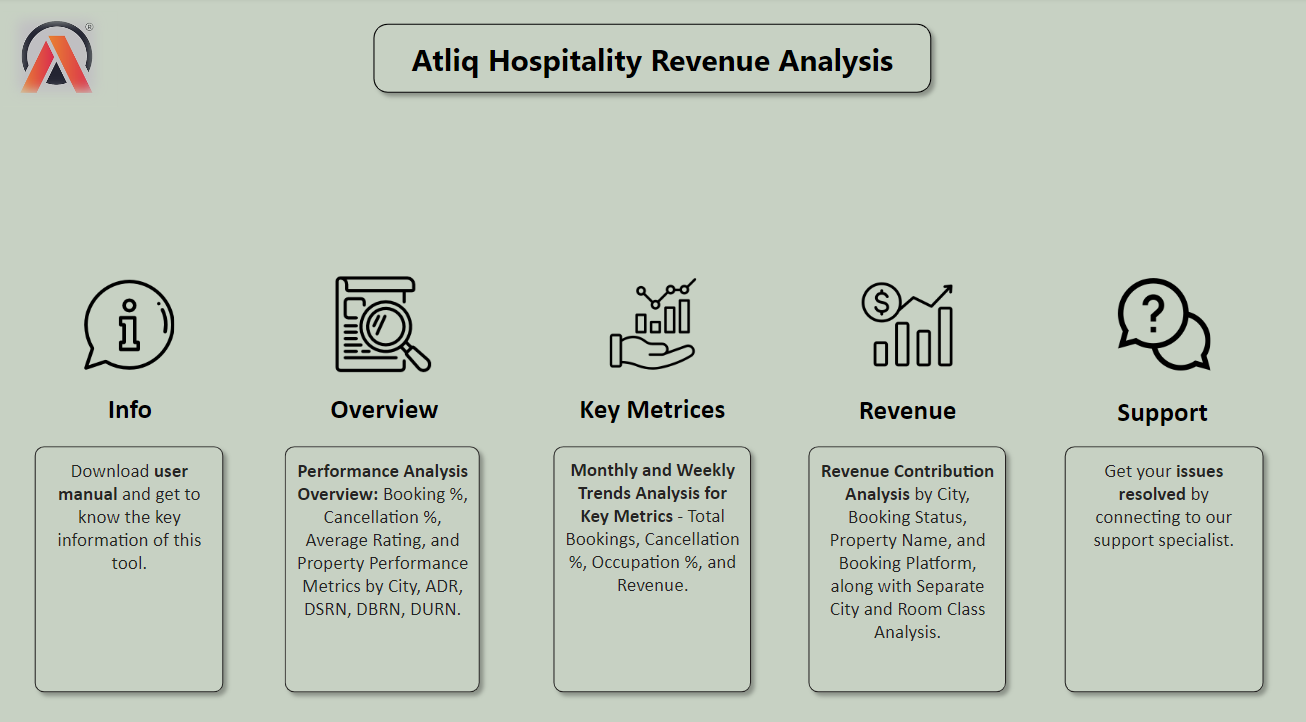 ®
Atliq Hospitality Revenue Analysis
Info
Download user
manual and get to
know the key
information of this
tool.
Overview
Performance Analysis
Overview: Booking %,
Cancellation %,
Average Rating, and
Property Performance
Metrics by City, ADR,
DSRN, DBRN, DURN.
Key Metrices
Monthly and Weekly
Trends Analysis for
Key Metrics - Total
Bookings, Cancellation
%, Occupation %, and
Revenue.
$
Revenue
Revenue Contribution
Analysis by City,
Booking Status,
Property Name, and
Booking Platform,
along with Separate
City and Room Class
Analysis.
?
Support
Get your issues
resolved by
connecting to our
support specialist.